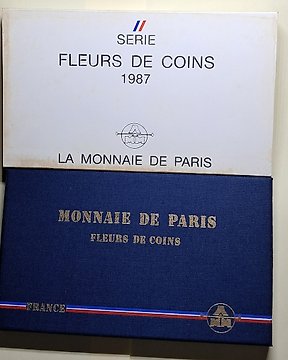 SERIE
FLEURS DE COINS
1987
LA MONNAIE DE PARIS
MONNAIE DE PARIS
FLEURS DE COINS
FRANCE